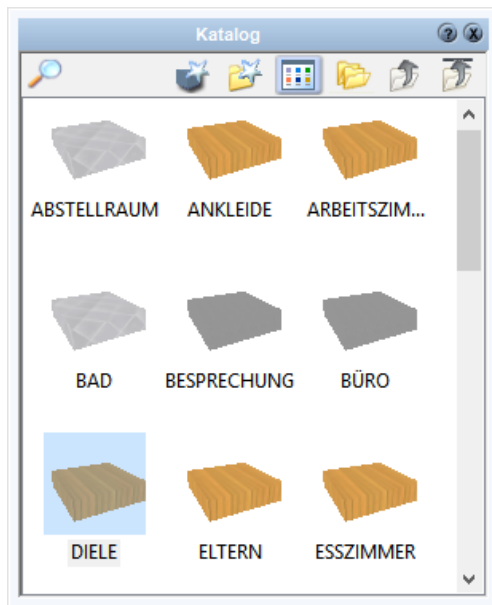 Katalog
ABSTELLRAUM ANKLEIDE ARBEITSZIM...
BAD BESPRECHUNG BÜRO
DIELE ELTERN ESSZIMMER